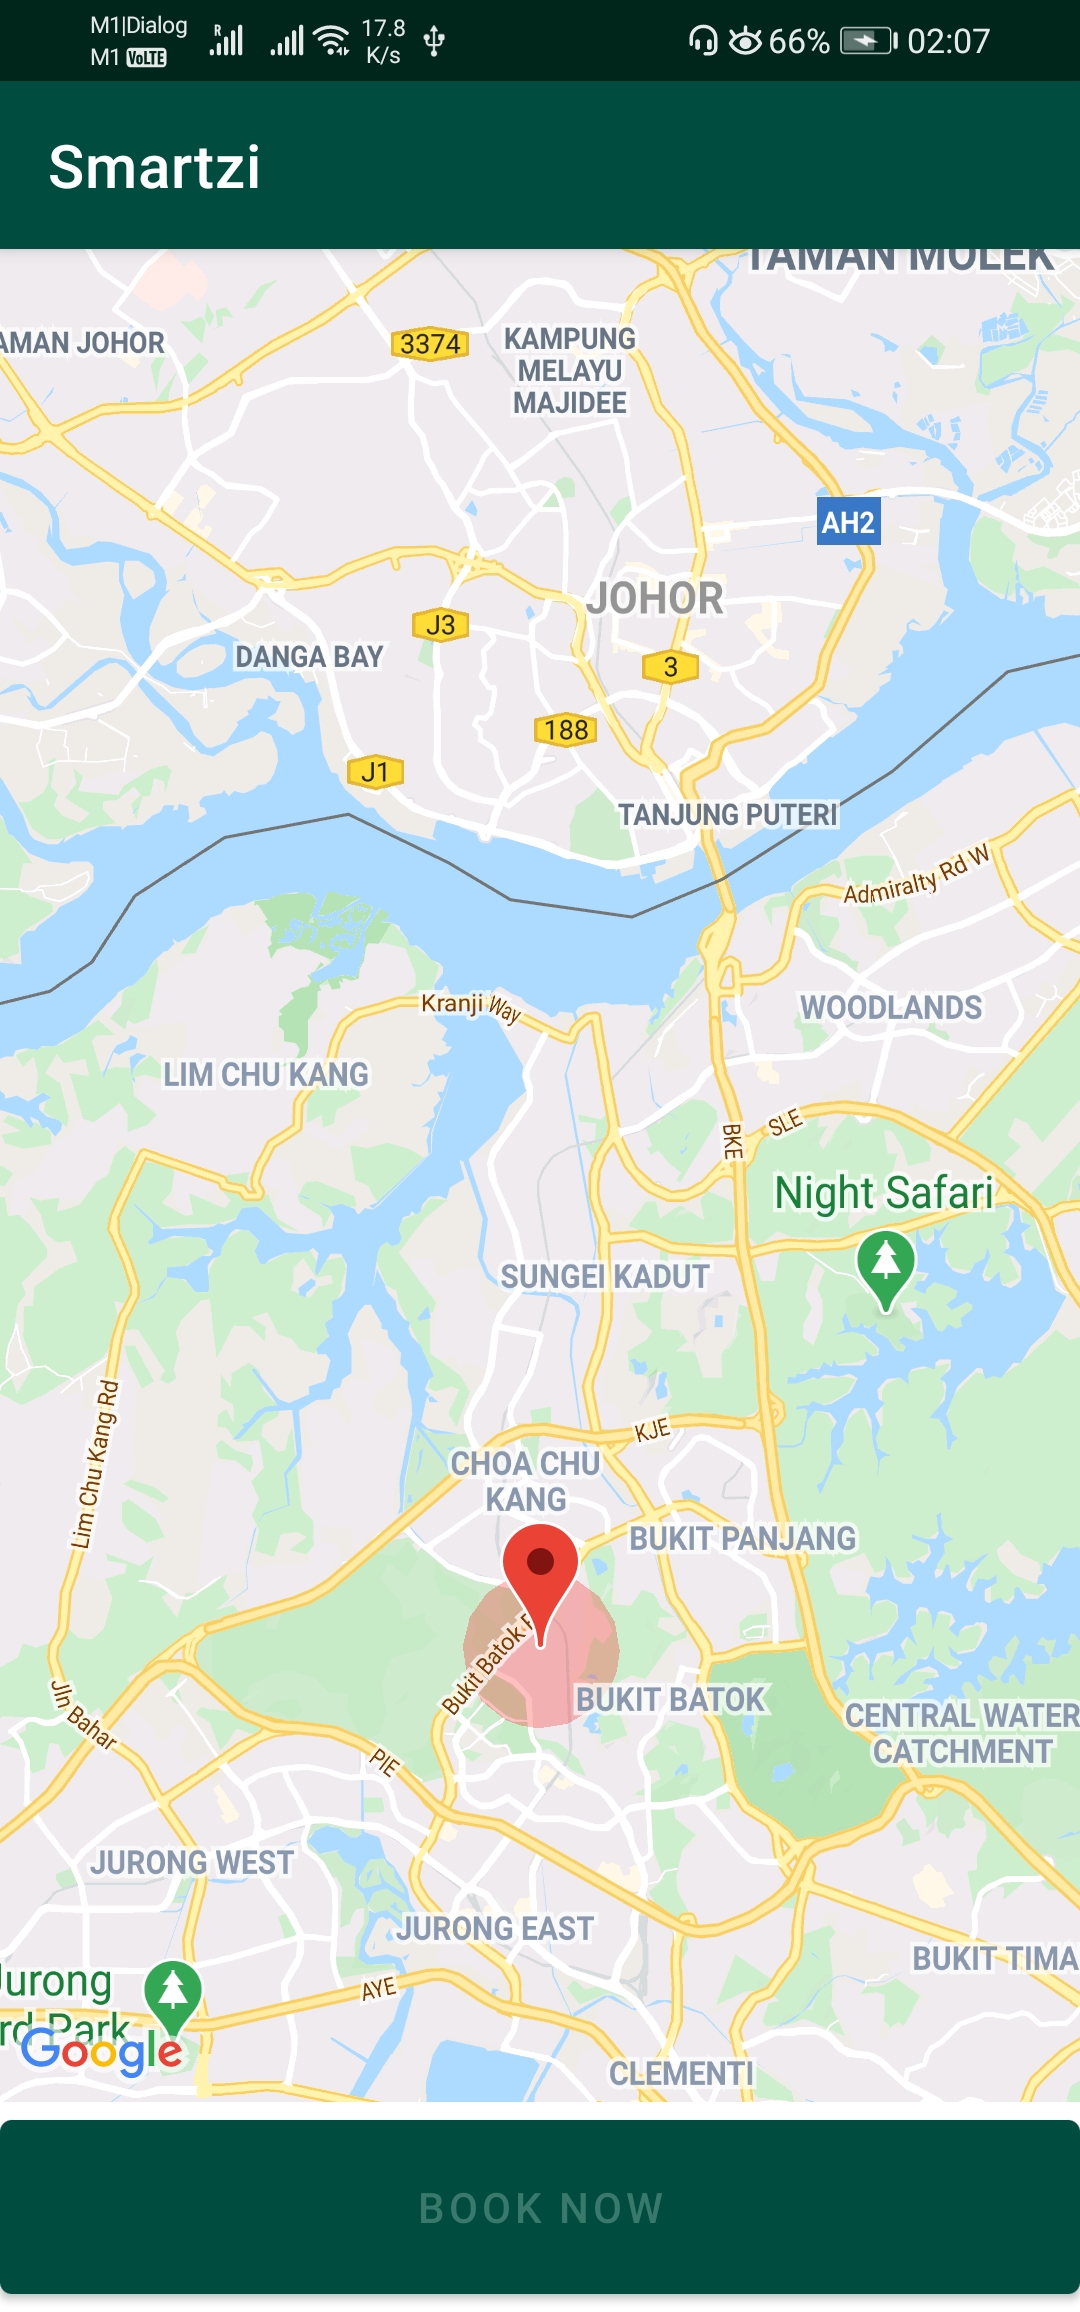 M1|Dialog
M1 VoLTE
R
17.8
K/s
66%
02:07
Smartzi
TAMAN MOLEK
AMAN JOHOR
3374
KAMPUNG
MELAYU
MAJIDEE
AH2
JOHOR
J3
DANGA BAY
3
188
J1
TANJUNG PUTERI
Admiralty Rd W
Kranji Way
WOODLANDS
LIM CHU KANG
BKE
SLE
Night Safari
SUNGEI KADUT
Lim Chu Kang Rd
KJE
CHOA CHU
KANG
BUKIT PANJANG
Bukit Batok
BUKIT BATOK
Jln Bahar
CENTRAL WATER
CATCHMENT
PIE
JURONG WEST
JURONG EAST
BUKIT TIMA
Jurong
rd Park
AYE
Google
CLEMENTI
BOOK NOW